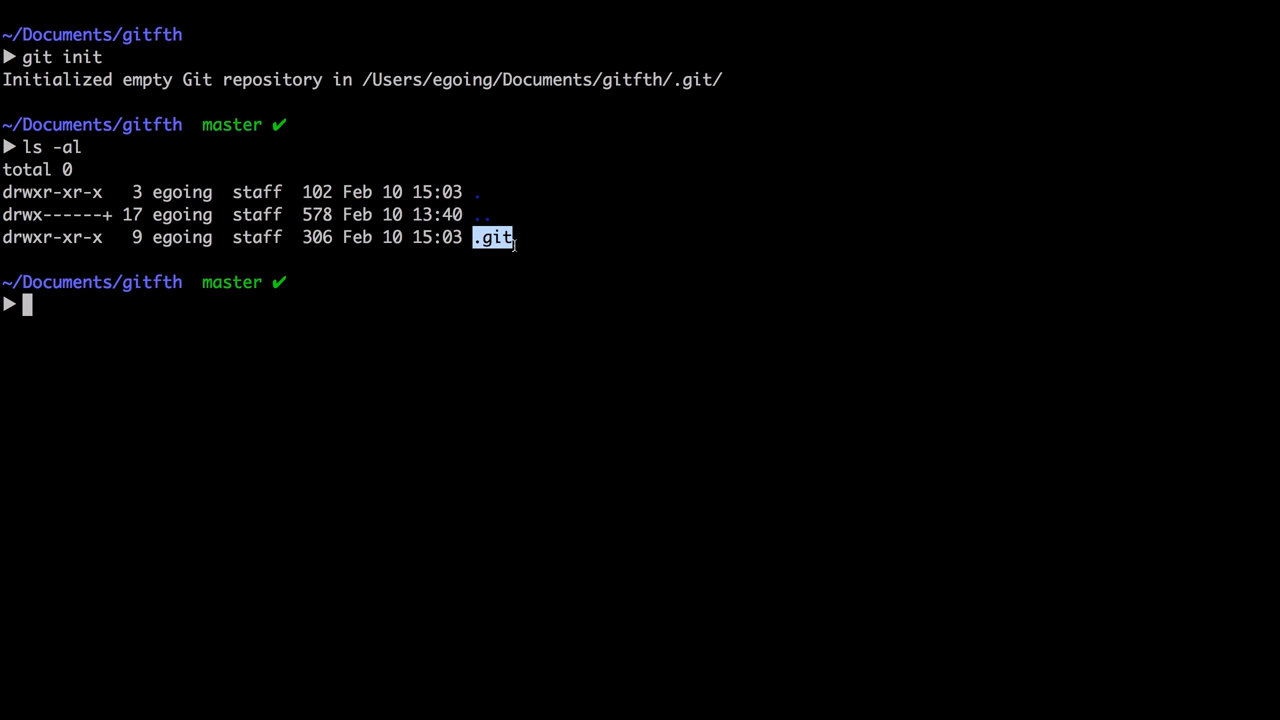 ~/Documents/gitfth
▶ git init
Initialized empty Git repository in /Users/egoing/Documents/gitfth/.git/
~/Documents/gitfth  master ✔
▶ ls -al
total 0
drwxr-xr-x   3 egoing  staff  102 Feb 10 15:03 .
drwx------+ 17 egoing  staff  578 Feb 10 13:40 ..
drwxr-xr-x   9 egoing  staff  306 Feb 10 15:03 .git
~/Documents/gitfth  master ✔
▶